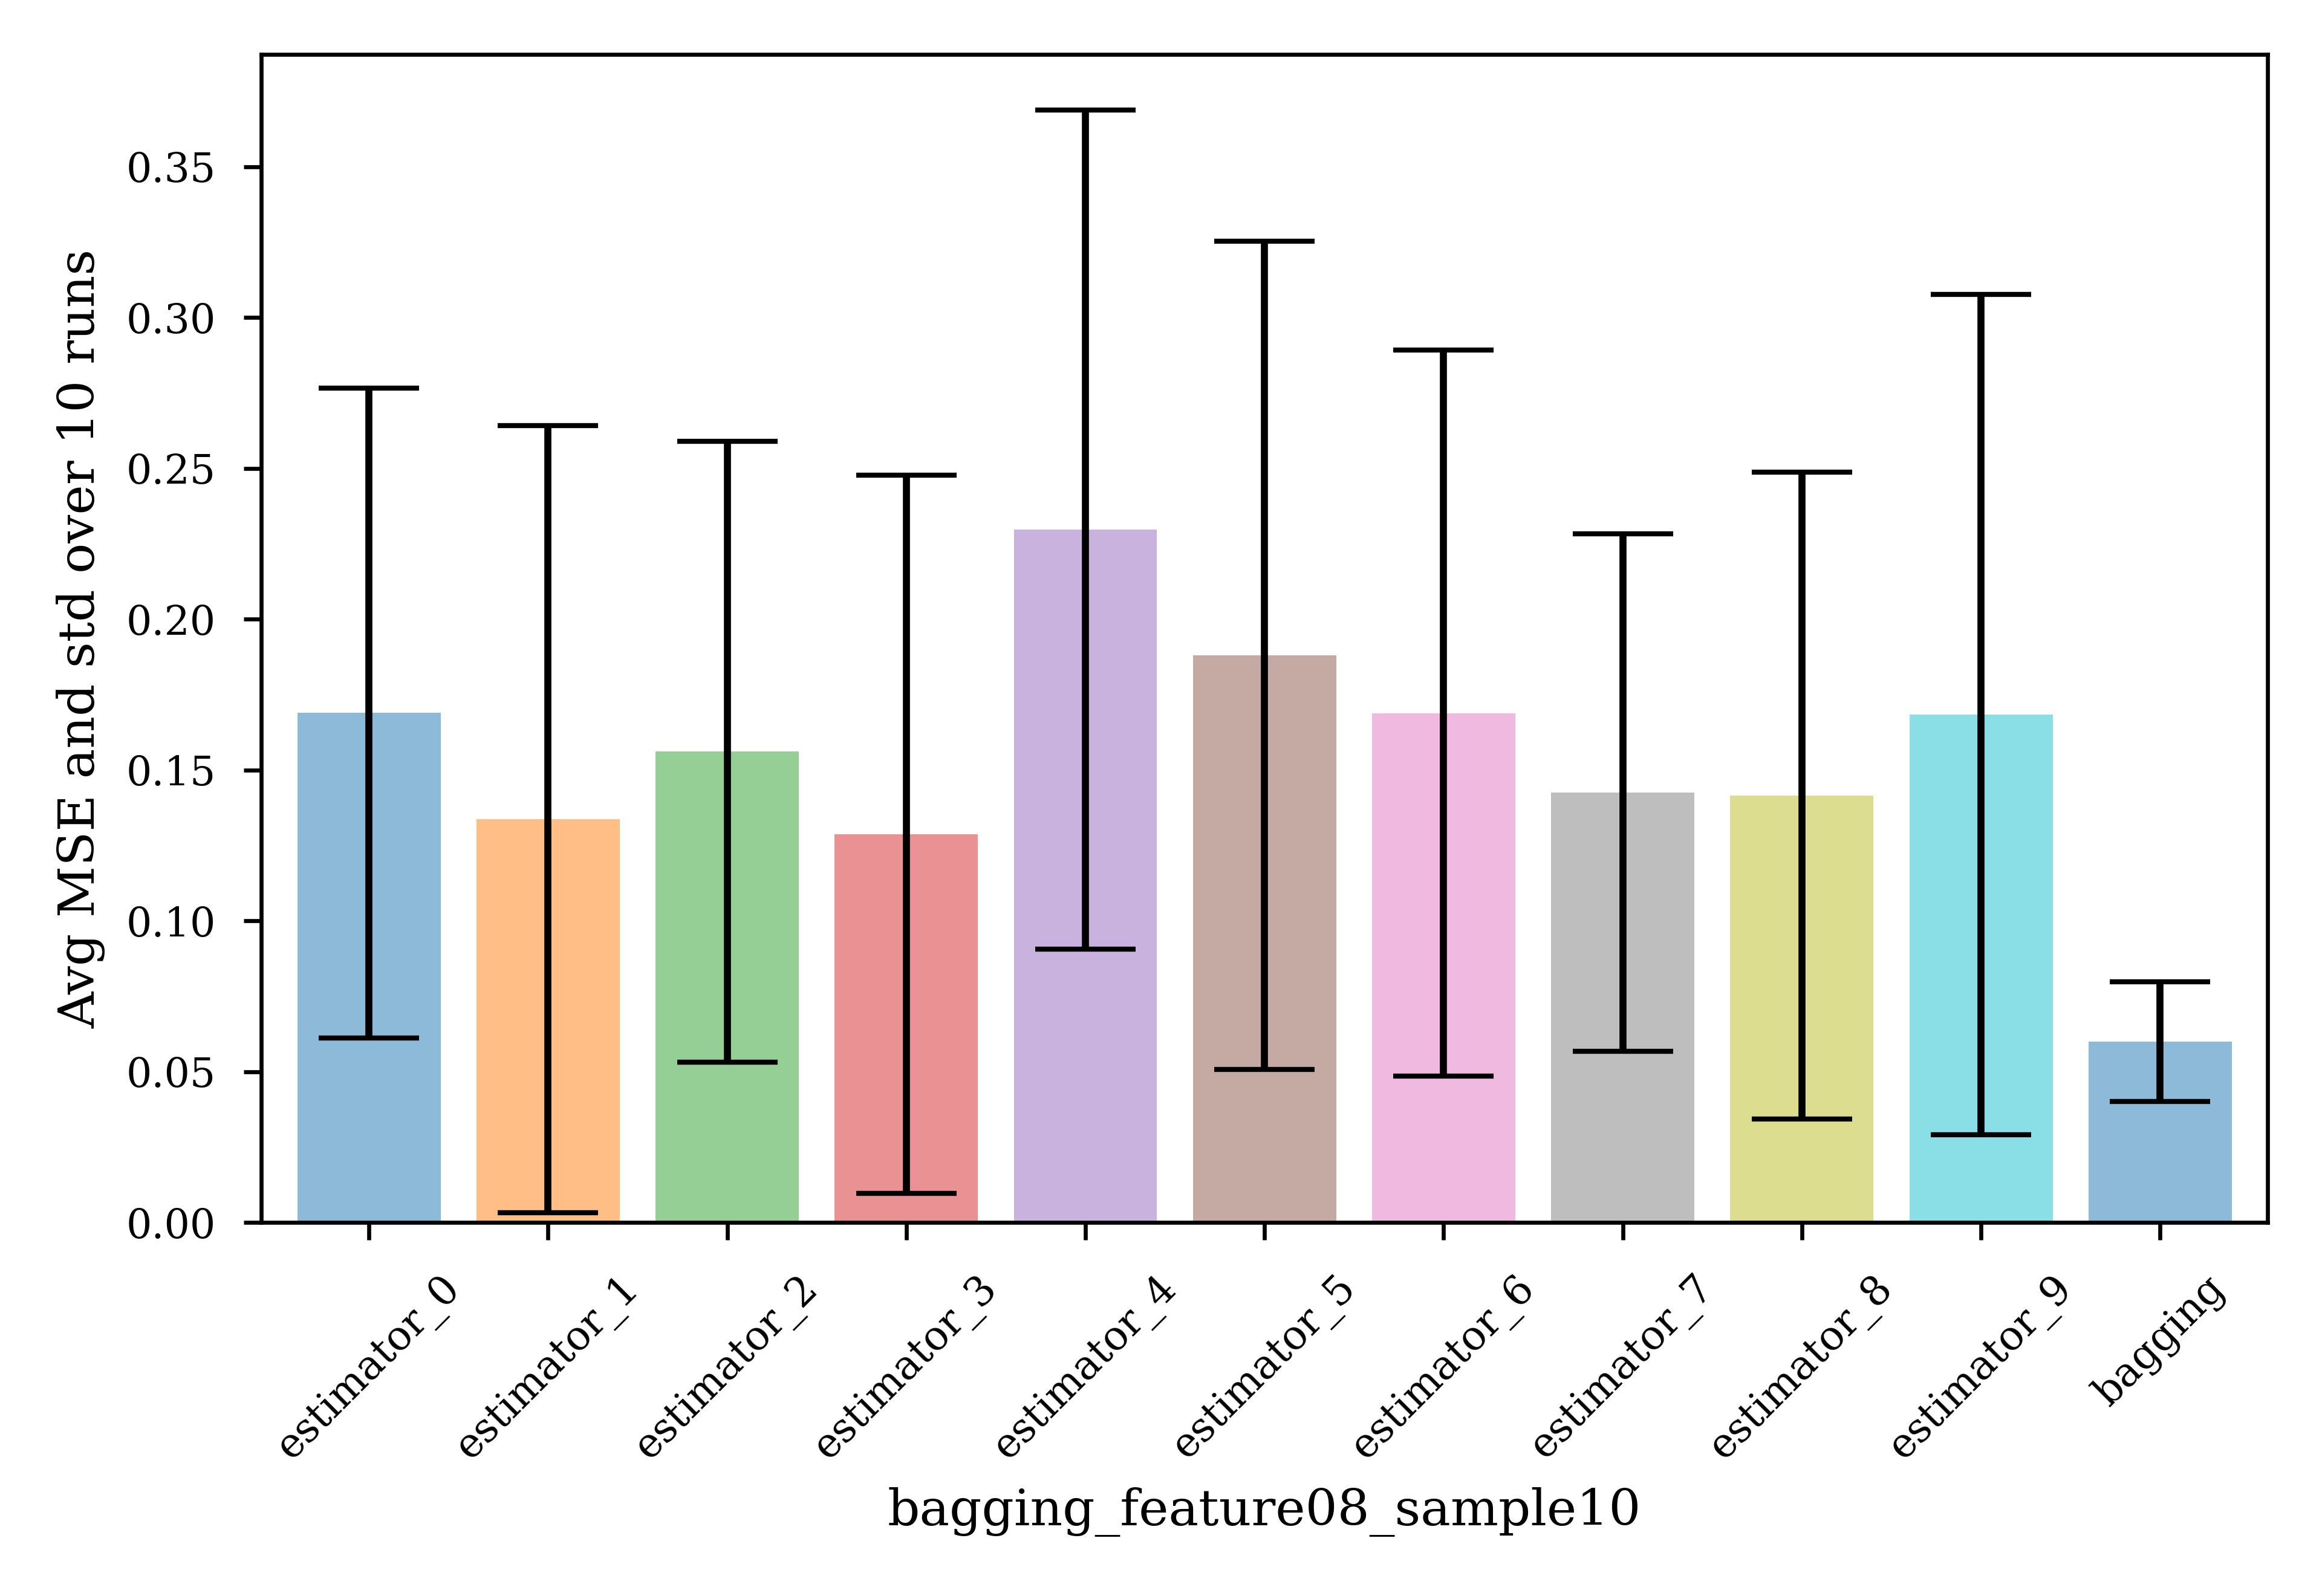 Avg MSE and std over 10 runs
0.35
0.30
0.25
0.20
0.15
0.10
0.05
0.00
estimator_0
estimator_1
estimator_2
estimator_3
estimator_4
estimator_5
estimator_6
estimator_7
estimator_8
estimator_9
bagging
bagging_feature08_sample10